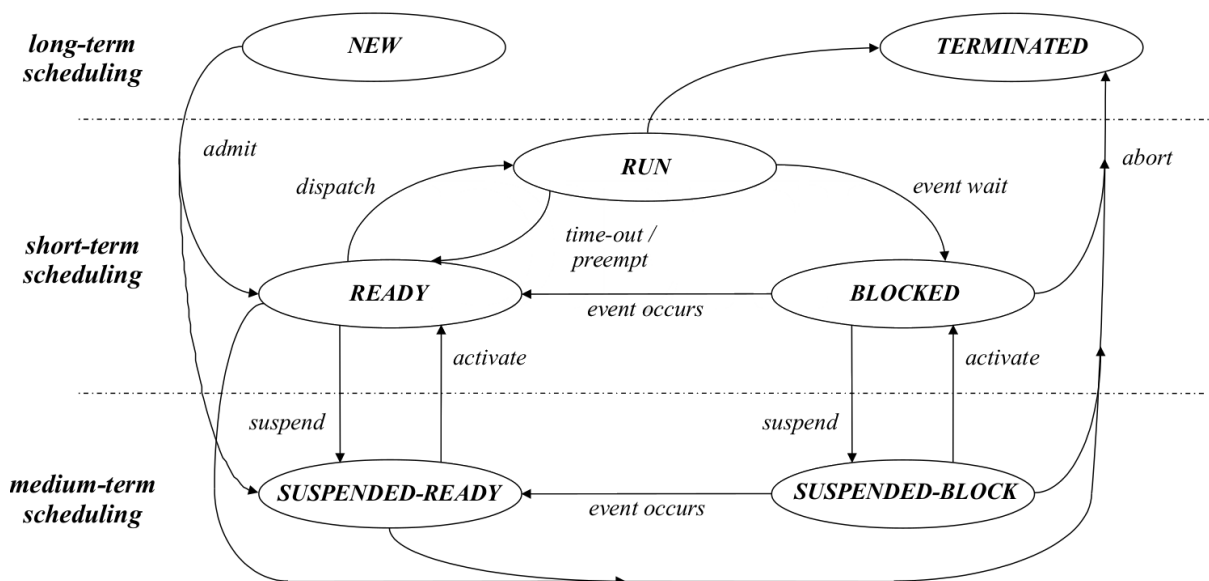 long-term
scheduling
NEW
TERMINATED
admit
RUN
abort
dispatch
event wait
short-term
scheduling
time-out /
preempt
READY
BLOCKED
event occurs
activate
activate
suspend
suspend
medium-term
scheduling
SUSPENDED-READY
SUSPENDED-BLOCK
event occurs